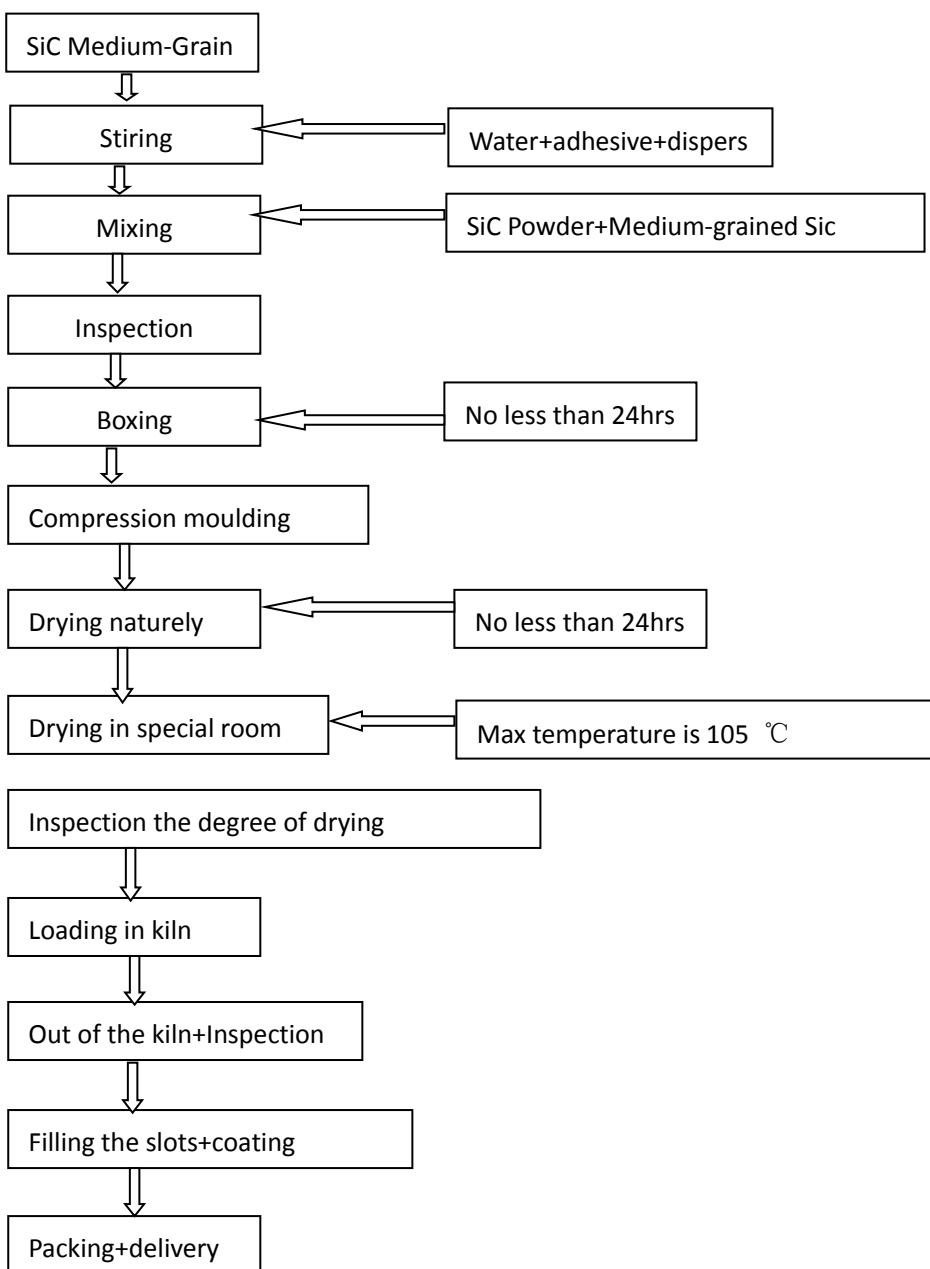 SiC Medium-Grain
Stiring
Water+adhesive+dispers
Mixing
SiC Powder+Medium-grained Sic
Inspection
Boxing
No less than 24hrs
Compression moulding
Drying naturely
No less than 24hrs
Drying in special room
Max temperature is 105 ℃
Inspection the degree of drying
Loading in kiln
Out of the kiln+Inspection
Filling the slots+coating
Packing+delivery